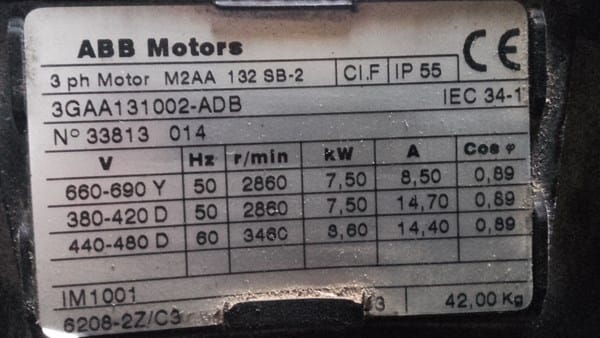 ABB Motors CE
3 ph Motor M2AA 132 SB-2 Cl.F IP 55
3GAA131002-ADB IEC 34-1
Nº 33813 014
V Hz r/min kW A Cos φ
660-690 Y 50 2860 7,50 8,50 0,89
380-420 D 50 2860 7,50 14,70 0,89
440-480 D 60 3460 8,60 14,40 0,89
IM1001
6208-2Z/C3 42,00 Kg